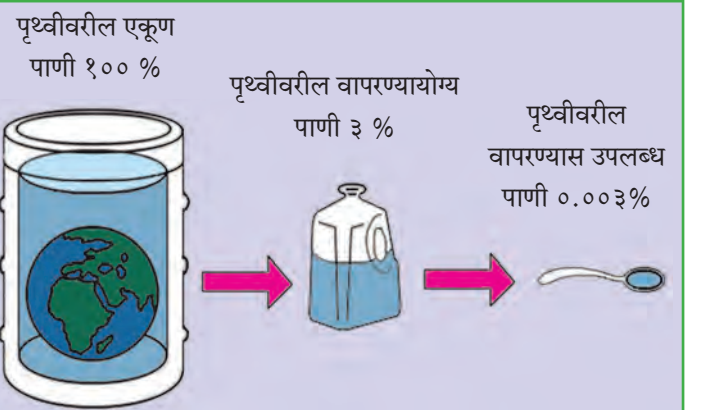 पृथ्वीवरील एकूण
पाणी १०० %
पृथ्वीवरील वापरण्यायोग्य
पाणी ३ %
पृथ्वीवरील
वापरण्यास उपलब्ध
पाणी ०.००३%